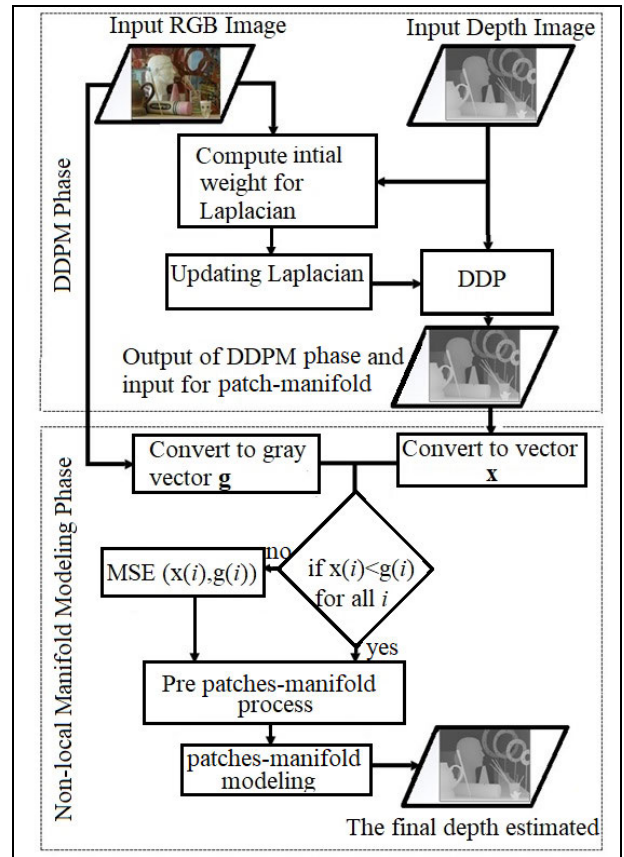 Input RGB Image
Input Depth Image
DDPM Phase
Compute intial
weight for
Laplacian
Updating Laplacian
DDP
Output of DDPM phase and
input for patch-manifold
Non-local Manifold Modeling Phase
Convert to gray
vector g
Convert to vector
x
if x(i)<g(i)
for all i
no
MSE (x(i),g(i))
yes
Pre patches-manifold
process
patches-manifold
modeling
The final depth estimated